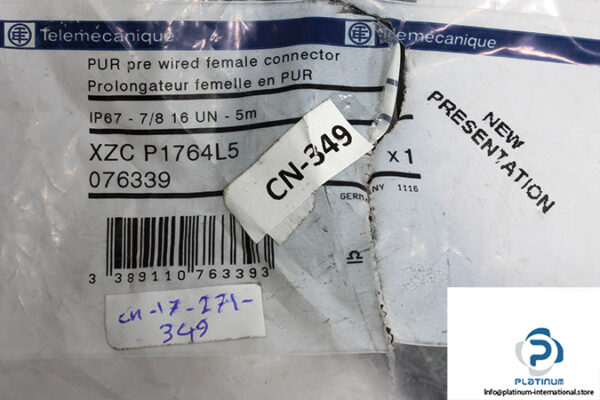 Telemecanique
Telemecanique
PUR pre wired female connector
Prolongateur femelle en PUR
IP67 - 7/8 16 UN - 5m
XZC P1764L5
076339
x 1
1116
NEW
PRESENTATION
CN-349
3 389110 763393
cn-17-271-
349
PLATINUM
Info@platinum-international.store